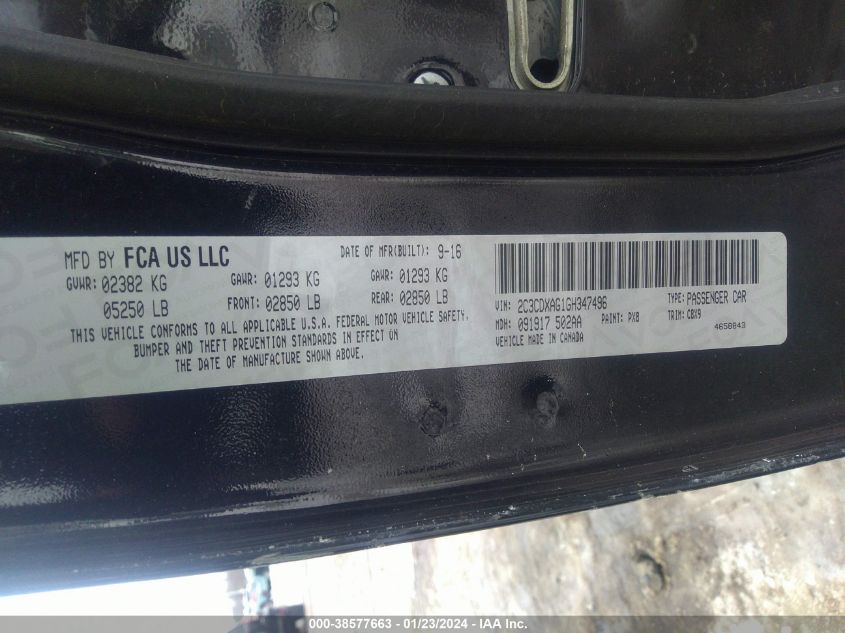 MFD BY FCA US LLC DATE OF MFR(BUILT): 9-16
GVWR: 02382 KG GAWR: 01293 KG GAWR: 01293 KG
05250 LB FRONT: 02850 LB REAR: 02850 LB
THIS VEHICLE CONFORMS TO ALL APPLICABLE U.S.A. FEDERAL MOTOR VEHICLE SAFETY,
BUMPER AND THEFT PREVENTION STANDARDS IN EFFECT ON
THE DATE OF MANUFACTURE SHOWN ABOVE.
VIN: 2C3CDXAG1GH347496 TYPE: PASSENGER CAR
MDH: 091917 502AA PAINT: PX8 TRIM: CBX9
VEHICLE MADE IN CANADA 4658843
000-38577663 - 01/23/2024 - IAA Inc.